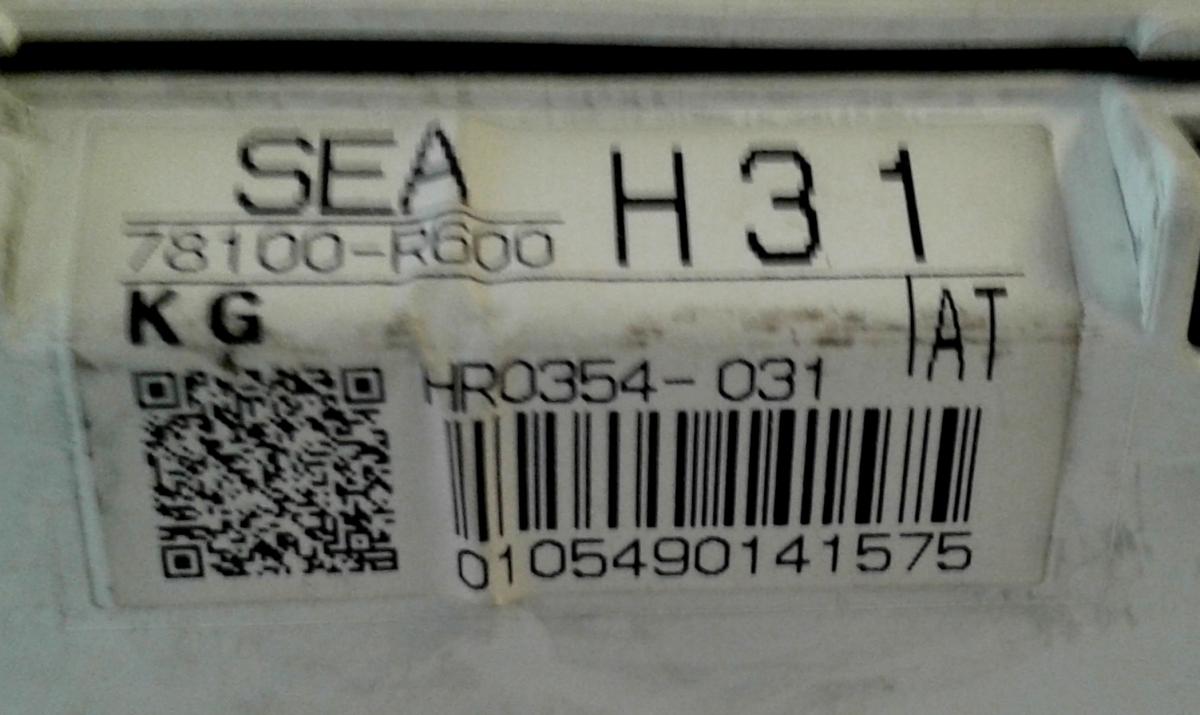 SEA H31
78100-R600
KG AT
HR0354-031
0105490141575